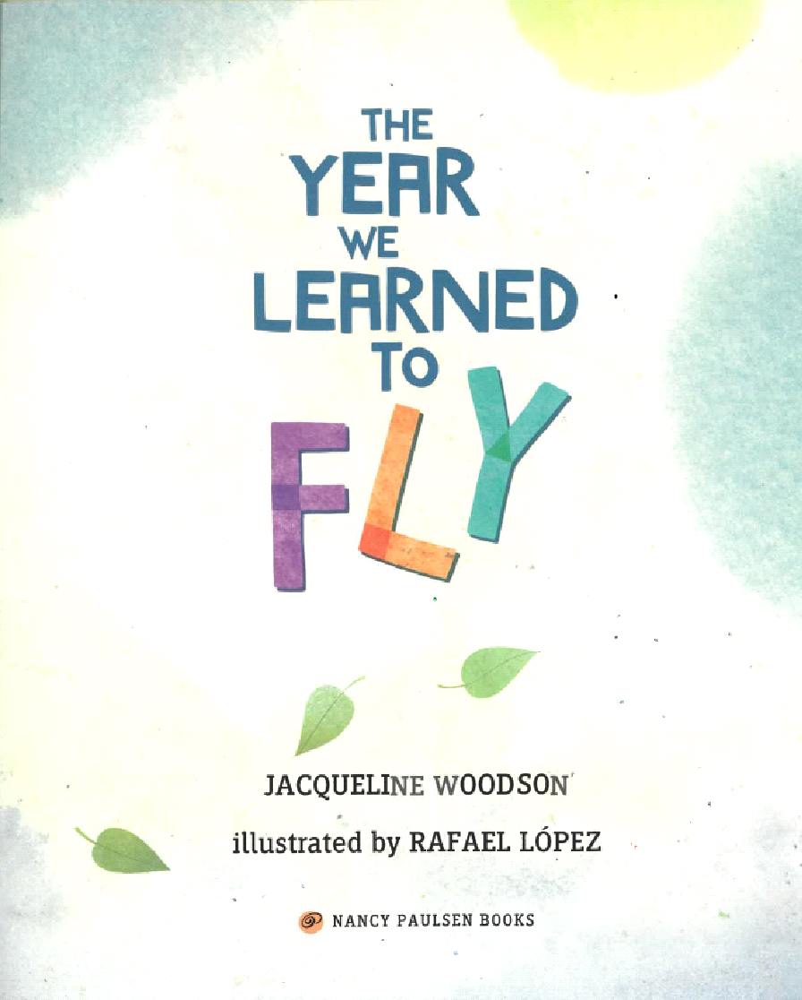 THE
YEAR
WE
LEARNED
TO
FLY
JACQUELINE WOODSON
illustrated by RAFAEL LÓPEZ
NANCY PAULSEN BOOKS